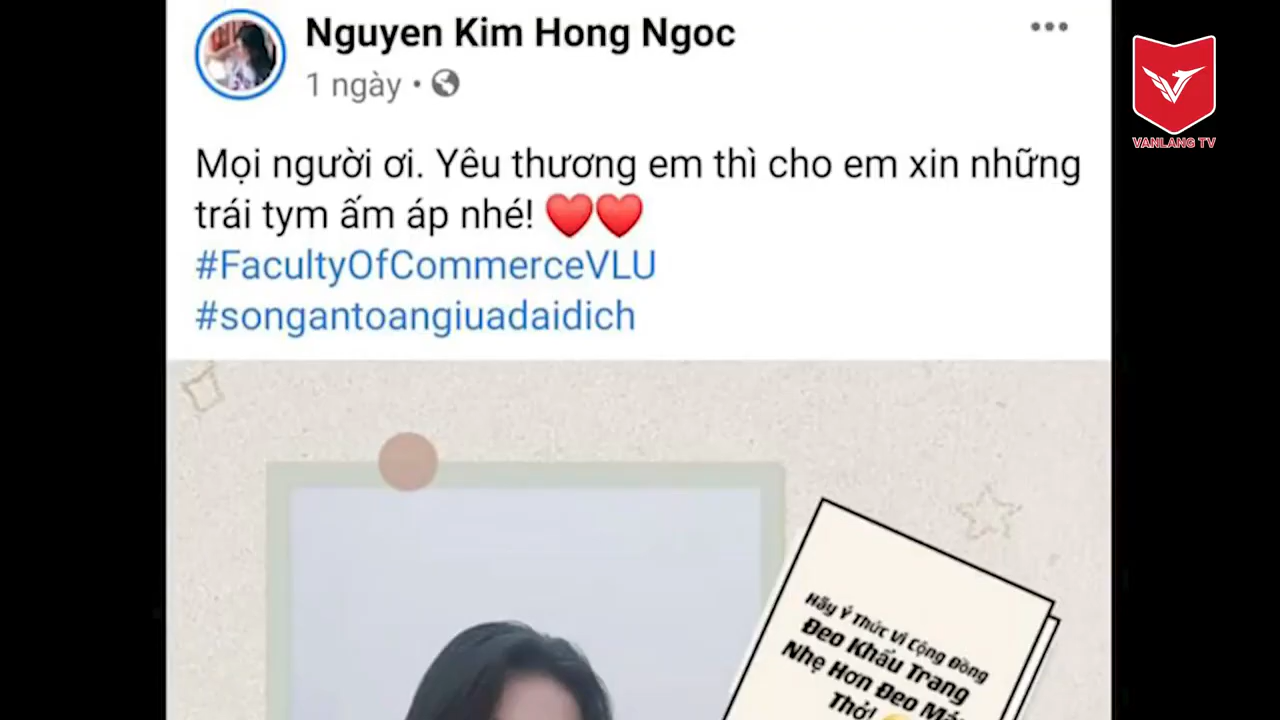 Nguyen Kim Hong Ngoc
1 ngày
VANLANG TV
Mọi người ơi. Yêu thương em thì cho em xin những
trái tym ấm áp nhé! ❤️❤️
#FacultyOfCommerceVLU
#songantoangiuadaidich
Hãy Ý Thức Vì Cộng Đồng
Đeo Khẩu Trang
Nhẹ Hơn Đeo
Thở!